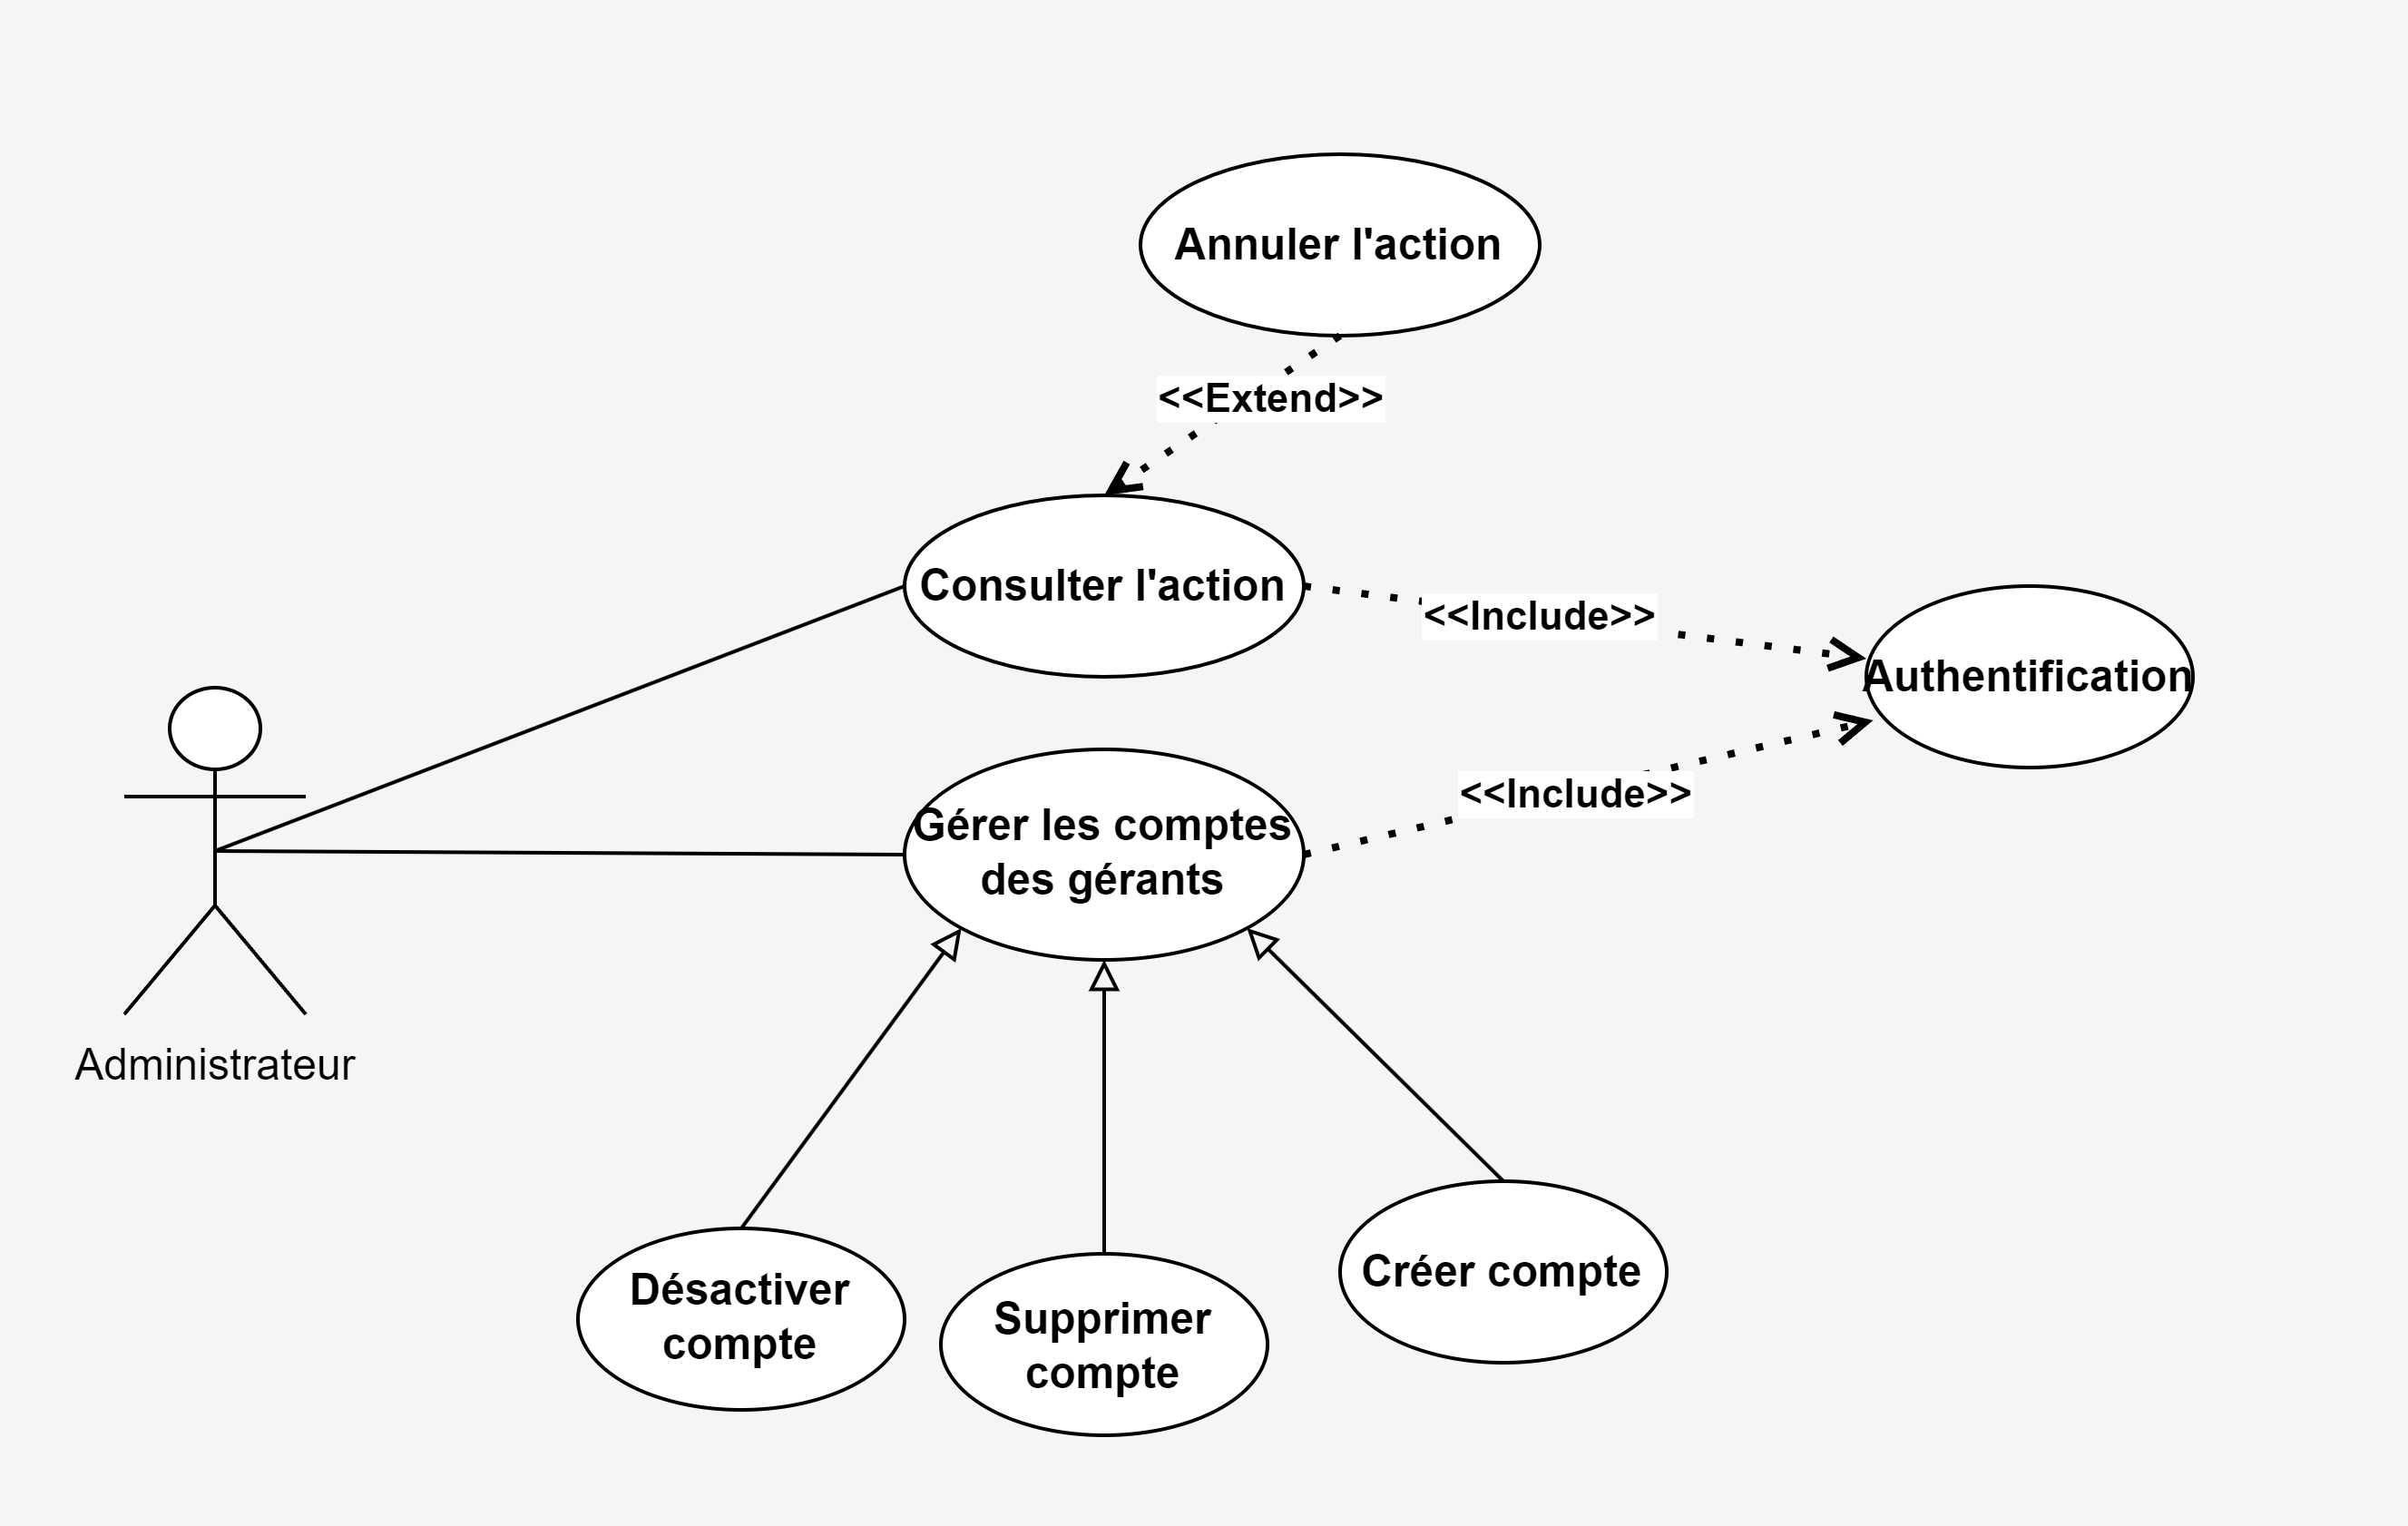 Annuler l'action
<<Extend>>
Consulter l'action
<<Include>>
Authentification
<<Include>>
Gérer les comptes
des gérants
Administrateur
Désactiver
compte
Supprimer
compte
Créer compte